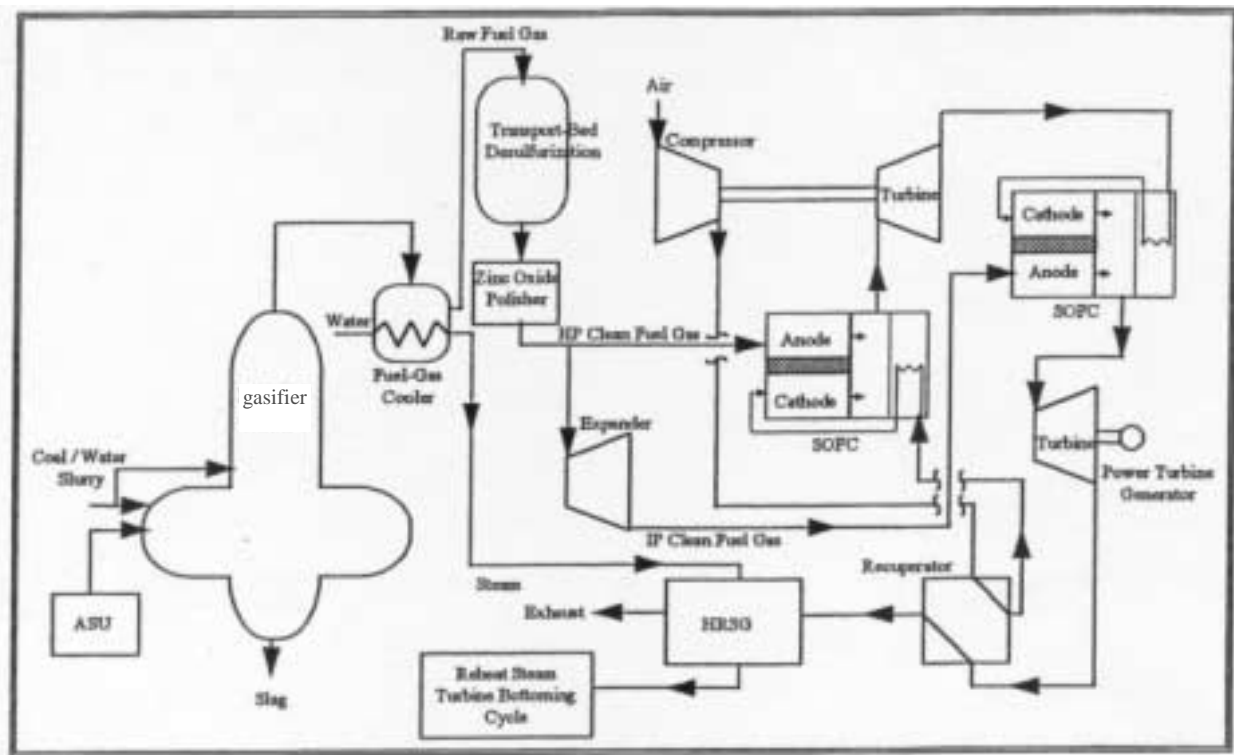 Raw Fuel Gas
Transport-Bed
Desulfurization
Air
Compressor
Turbine
Cathode
Anode
SOFC
Zinc Oxide
Polisher
Water
HP Clean Fuel Gas
Anode
Cathode
SOFC
Fuel-Gas
Cooler
gasifier
Expander
Turbine
Power Turbine
Generator
Coal / Water
Slurry
IP Clean Fuel Gas
Recuperator
Steam
ASU
Exhaust
HRSG
Slag
Reheat Steam
Turbine Bottoming
Cycle